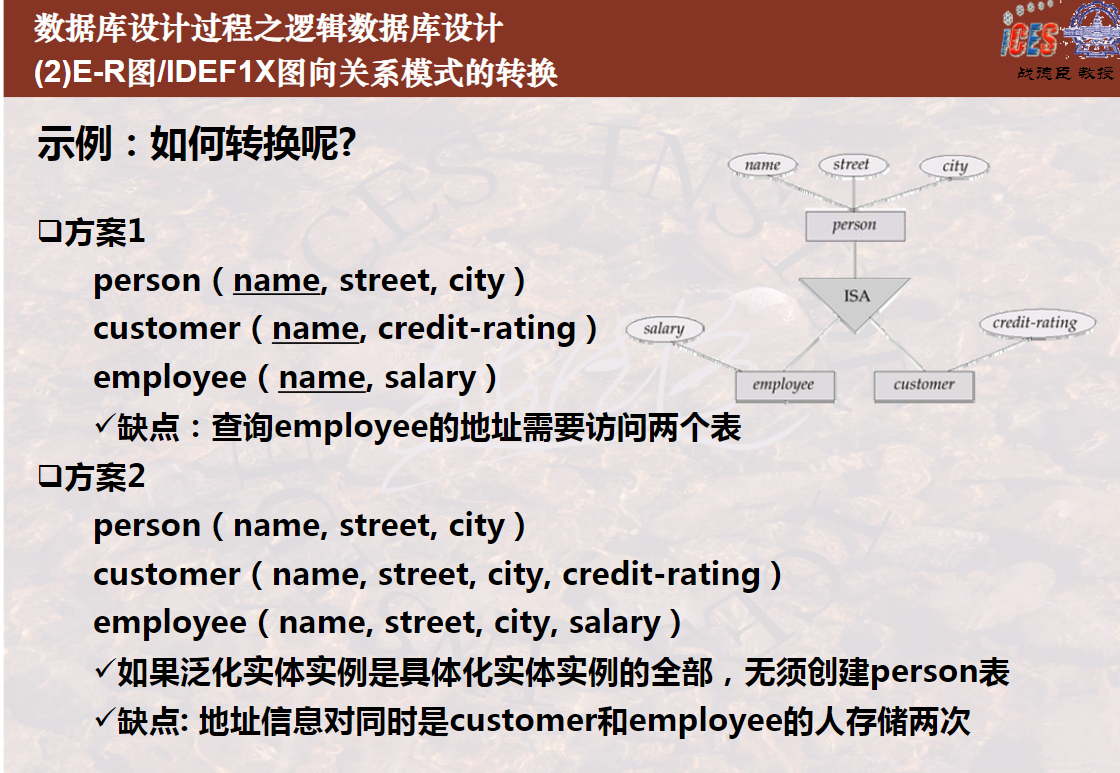 数据库设计过程之逻辑数据库设计
(2)E-R图/IDEF1X图向关系模式的转换
ICES
战德臣 教授
示例：如何转换呢?
❑方案1
person（name, street, city）
customer（name, credit-rating）
employee（name, salary）
✓缺点：查询employee的地址需要访问两个表
❑方案2
person（name, street, city）
customer（name, street, city, credit-rating）
employee（name, street, city, salary）
✓如果泛化实体实例是具体化实体实例的全部，无须创建person表
✓缺点: 地址信息对同时是customer和employee的人存储两次
name street city
person
ISA
salary credit-rating
employee customer